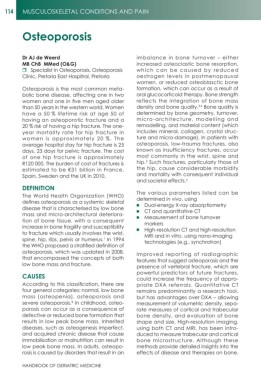 114 MUSCULOSKELETAL CONDITIONS AND PAIN
Osteoporosis
Dr AJ de Weerd
MB ChB MMed (O&G)
Specialist in Osteoporosis, Osteoporosis
Clinic, Pretoria East Hospital, Pretoria
Osteoporosis is the most common meta-
bolic bone disease, affecting one in two
women and one in five men aged older
than 50 years in the western world. Women
have a 50 % lifetime risk at age 50 of
having an osteoporotic fracture and a
20 % risk of having a hip fracture. The one-
year mortality rate for hip fracture in
women is approximately 20 %. The
average hospital stay for hip fracture is 23
days, 23 days for pelvic fracture. The cost
of one hip fracture is approximately
R120 000. The burden of cost of fractures is
estimated to be €31 billion in France,
Spain, Sweden and the UK in 2010.
DEFINITION
The World Health Organization (WHO)
defines osteoporosis as a systemic skeletal
disease that is characterised by low bone
mass and micro-architectural deteriora-
tion of bone tissue, with a consequent
increase in bone fragility and susceptibility
to fracture which usually involves the wrist,
spine, hip, ribs, pelvis or humerus. In 1994
the WHO proposed a stratified definition of
osteoporosis, which was updated in 2008,
that encompassed the concepts of both
low bone mass and fracture.
CAUSES
According to this classification, there are
four general categories: normal, low bone
mass (osteopenia), osteoporosis and
severe osteoporosis. In childhood, osteo-
porosis can occur as a consequence of
defective or reduced bone formation that
results in low peak bone mass. Inherited
diseases, such as osteogenesis imperfect,
and acquired chronic disease that cause
immobilisation or malnutrition can result in
low peak bone mass. In adults, osteopo-
rosis is caused by disorders that result in an
imbalance in bone turnover – either
increased osteoclastic bone resorption,
which can be caused by reduced
oestrogen levels in postmenopausal
women, or reduced osteoblastic bone
formation, which can occur as a result of
oral glucocorticoid therapy. Bone strength
reflects the integration of bone mass
density and bone quality. Bone quality is
determined by bone geometry, turnover,
micro-architecture, modelling and
remodelling, and material content (which
includes mineral, collagen, crystal struc-
ture and micro-damage). In patients with
osteoporosis, low-trauma fractures, also
known as insufficiency fractures, occur
most commonly in the wrist, spine and
hip. Such fractures, particularly those of
the hip, cause considerable morbidity
and mortality with consequent individual
and societal effects.
The various parameters listed can be
determined in vivo, using
Dual-energy X-ray absorptiometry
CT and quantitative CT
Measurement of bone turnover
markers
High-resolution CT and high-resolution
MRI and in vitro, using nano-imaging
technologies (e.g., synchrotron)
Improved reporting of radiographic
features that suggest osteoporosis and the
presence of vertebral fracture, which are
powerful predictors of future fractures,
could increase the frequency of appro-
priate DXA referrals. Quantitative CT
remains predominantly a research tool,
but has advantages over DXA – allowing
measurement of volumetric density, sepa-
rate measures of cortical and trabecular
bone density, and evaluation of bone
shape and size. High-resolution imaging,
using both CT and MRI, has been intro-
duced to measure trabecular and cortical
bone microstructure. Although these
methods provide detailed insights into the
effects of disease and therapies on bone,
HANDBOOK OF GERIATRIC MEDICINE